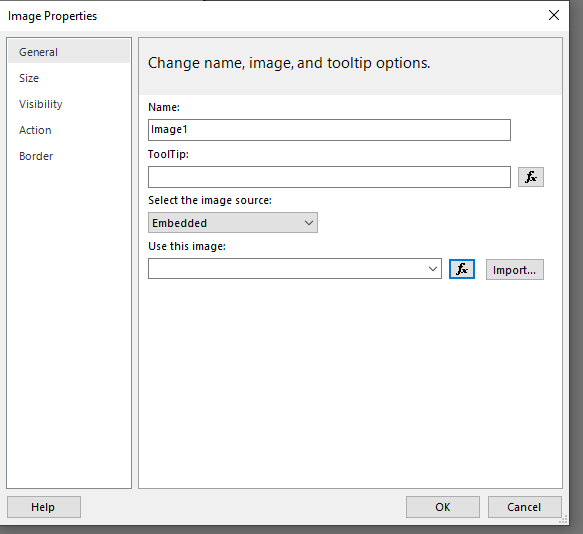 Image Properties
General
Size
Visibility
Action
Border
Change name, image, and tooltip options.
Name:
Image1
ToolTip:
fx
Select the image source:
Embedded
Use this image:
fx Import...
Help OK Cancel